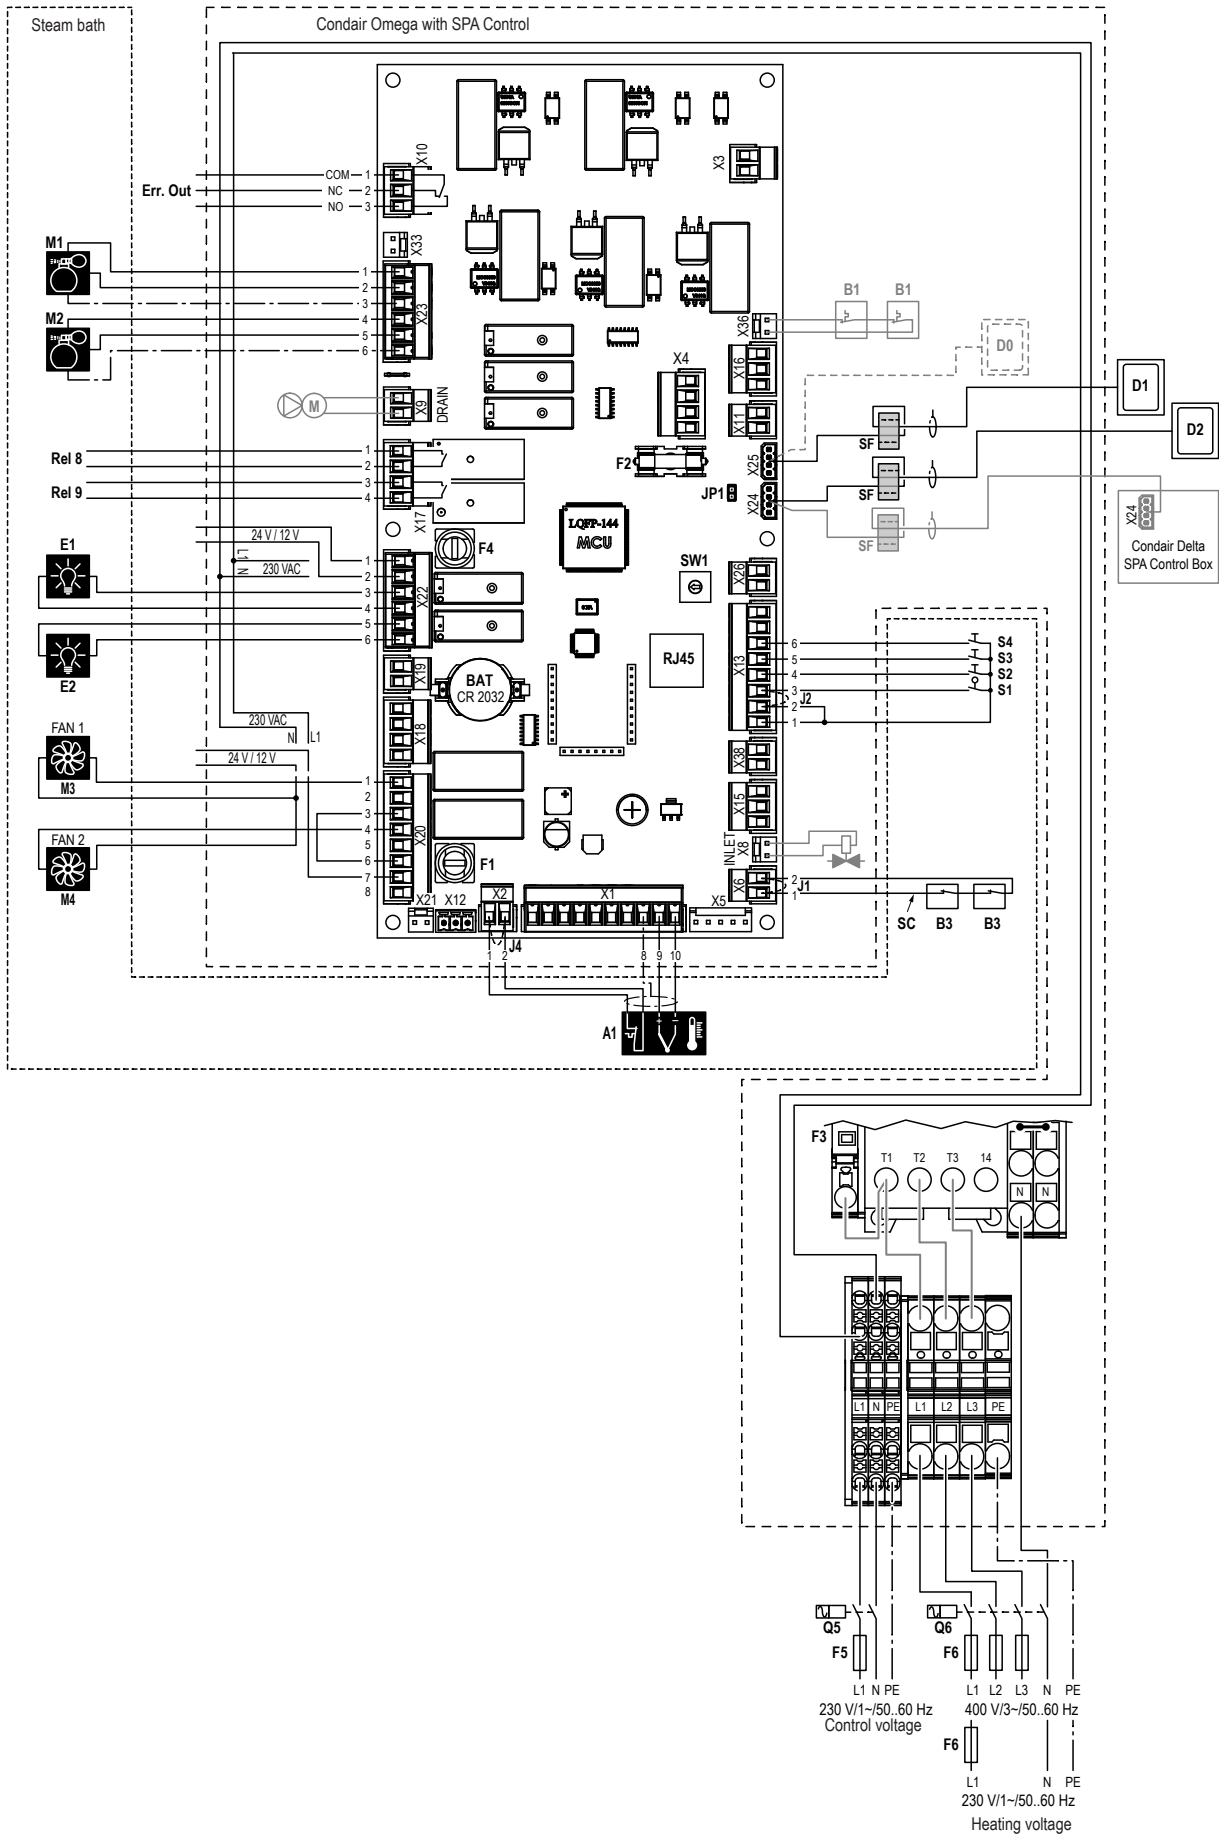 Steam bath
Condair Omega with SPA Control
X10
X3
COM 1
Err. Out NC 2
NO 3
X33
M1
1
2
3
X23
M2
4
5
6
X36
B1 B1
X16
D0
X4
X9
DRAIN
M
X11
D1
D2
SF
F2
X25
Rel 8
1
2
Rel 9
3
4
X17
JP1
X24
SF
SF
X24
Condair Delta
SPA Control Box
LQFP-144
MCU
F4
24 V / 12 V
L1
N
230 VAC
E1
1
2
3
4
5
6
X22
E2
SW1
X26
RJ45
X13
6 S4
5 S3
4 S2
3 S1
J2
2
1
X19
BAT
CR 2032
X18
230 VAC
N L1
24 V / 12 V
FAN 1
M3
1
2
3
4
5
6
7
8
X20
FAN 2
M4
X38
X15
INLET
X8
F1
X6
2
J1
1
SC B3 B3
X21 X12 X2 X1 X5
J4
1 2 8 9 10
A1
+ −
F3
T1 T2 T3 14
N N
L1 N PE L1 L2 L3 PE
Q5 Q6
F5 F6
L1 N PE L1 L2 L3 N PE
230 V/1~/50..60 Hz 400 V/3~/50..60 Hz
Control voltage
F6
L1 N PE
230 V/1~/50..60 Hz
Heating voltage